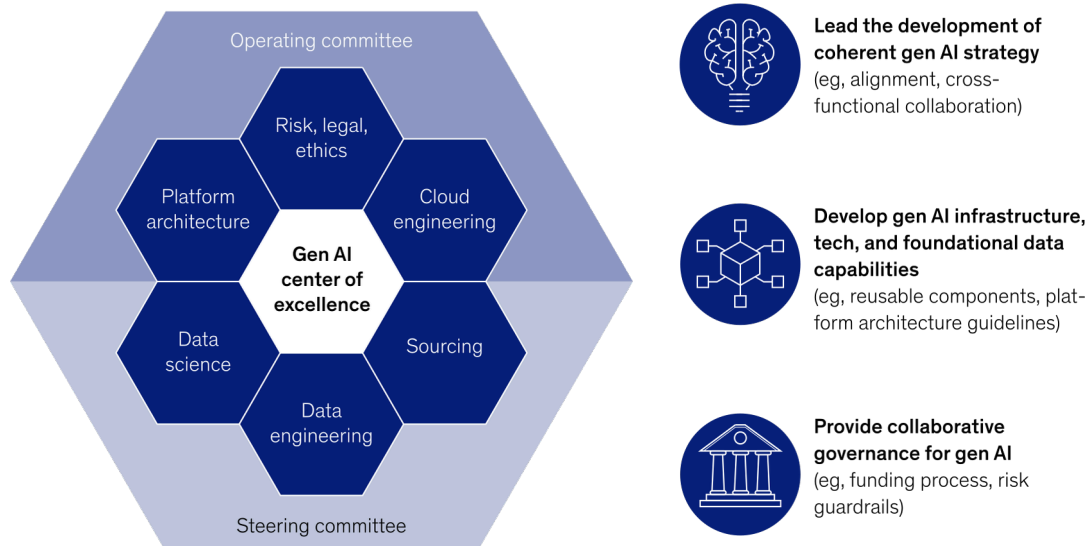 Operating committee
Risk, legal,
ethics
Platform
architecture
Cloud
engineering
Gen AI
center of
excellence
Data
science
Sourcing
Data
engineering
Steering committee
Lead the development of
coherent gen AI strategy
(eg, alignment, cross-
functional collaboration)
Develop gen AI infrastructure,
tech, and foundational data
capabilities
(eg, reusable components, plat-
form architecture guidelines)
Provide collaborative
governance for gen AI
(eg, funding process, risk
guardrails)